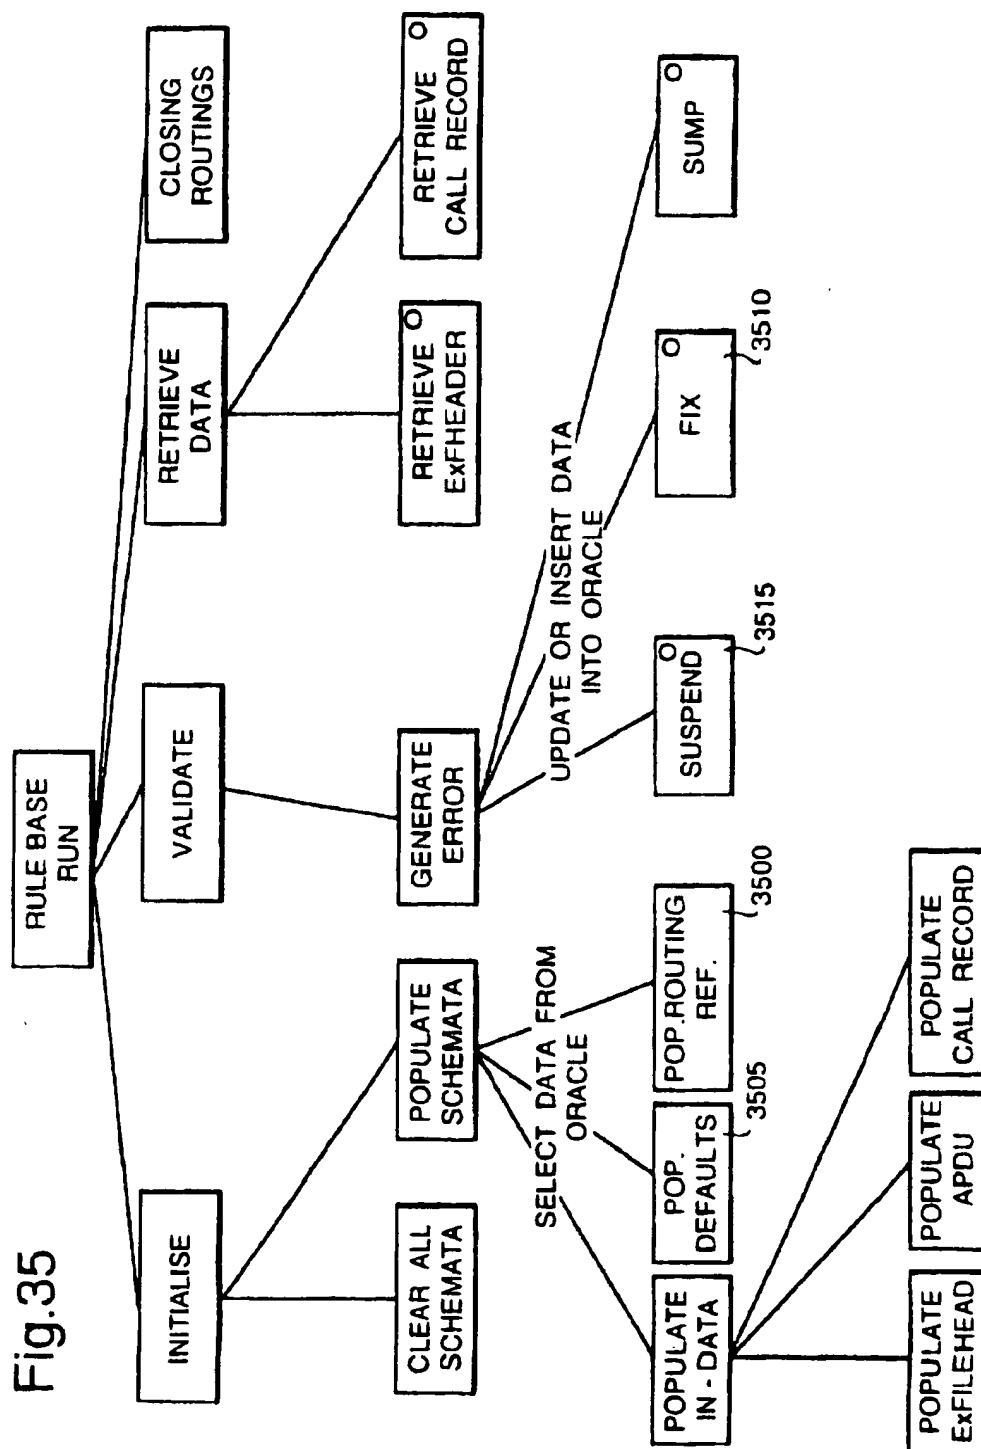 Fig.35
RULE BASE
RUN
INITIALISE
VALIDATE
RETRIEVE
DATA
CLOSING
ROUTINGS
CLEAR ALL
SCHEMATA
POPULATE
SCHEMATA
GENERATE
ERROR
RETRIEVE
ExFHEADER
RETRIEVE
CALL RECORD
SELECT DATA FROM
ORACLE
UPDATE OR INSERT DATA
INTO ORACLE
POPULATE
IN - DATA
POP.
DEFAULTS
3505
POP.ROUTING
REF.
3500
SUSPEND
3515
FIX
3510
SUMP
POPULATE
ExFILEHEAD
POPULATE
APDU
POPULATE
CALL RECORD